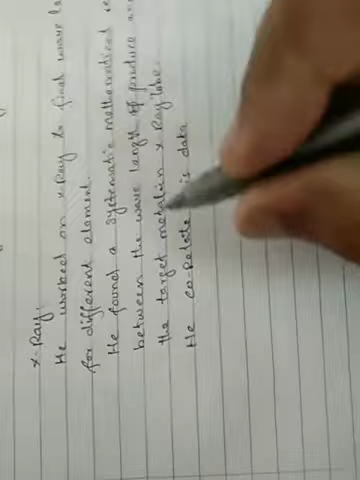 x-Ray.
He worked on x-Ray to find wave
for different element.
He found a systematic mathematical
between the wave length of produce
the target metal in x Ray tube.
He co-Relate is data